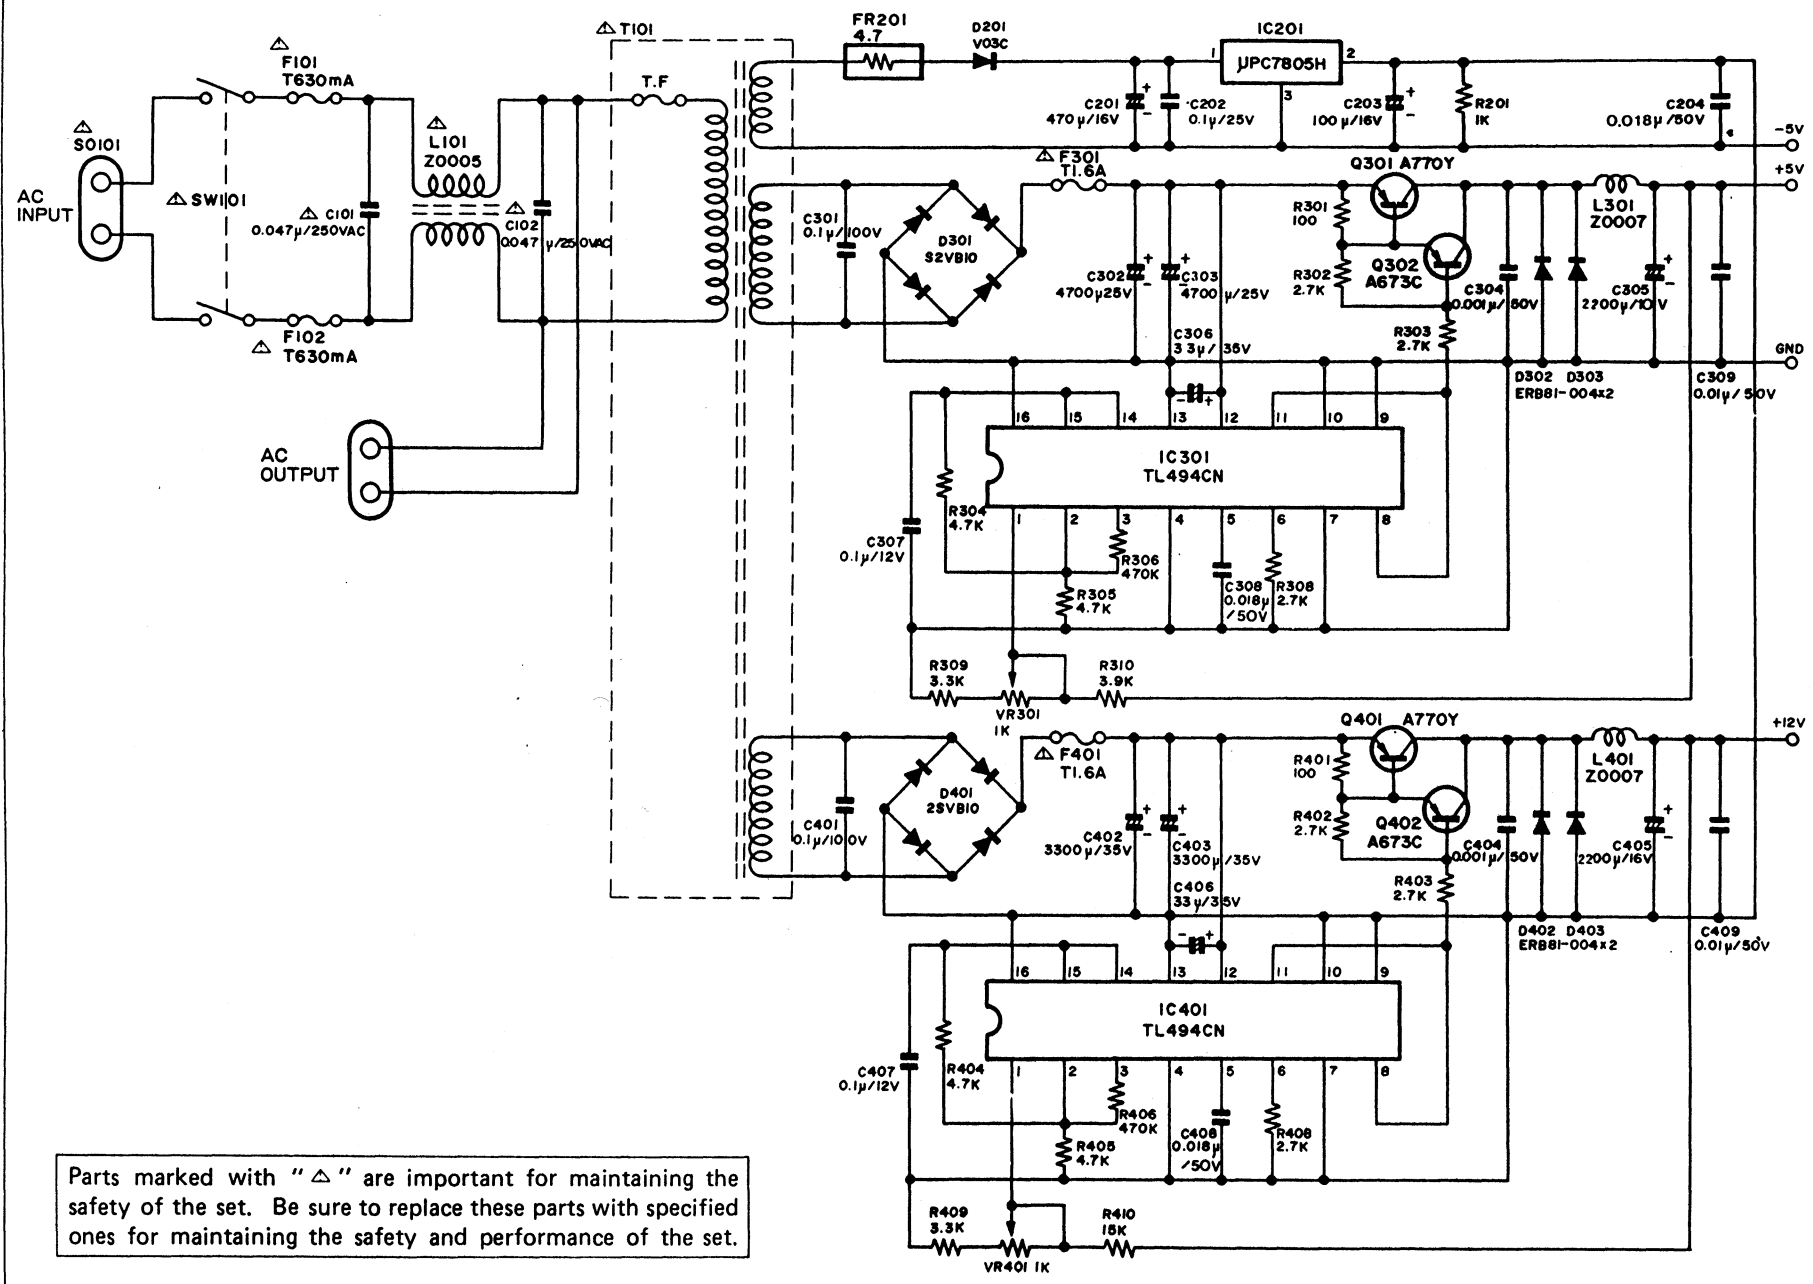 ⚠ F101
T630mA
⚠ SO101
AC
INPUT
⚠ SW101
⚠ C101
0.047µ/250VAC
⚠ L101
Z0005
⚠ C102
0.047 µ/250VAC
⚠ F102
T630mA
AC
OUTPUT
⚠ T101
T.F
FR201
4.7
D201
V03C
IC201
µPC7805H
1
2
3
C201
470µ/16V
+
-
C202
0.1µ/25V
C203
100µ/16V
+
-
R201
1K
C204
0.018µ/50V
-5V
⚠ F301
T1.6A
Q301 A770Y
+5V
C301
0.1µ/100V
D301
S2VB10
C302
4700µ25V
+
-
C303
4700µ/25V
+
-
R301
100
R302
2.7K
Q302
A673C
R303
2.7K
C304
0.001µ/50V
L301
Z0007
C305
2200µ/10V
+
-
GND
C306
33µ/35V
- +
D302 D303
ERB81-004×2
C309
0.01µ/50V
16 15 14 13 12 11 10 9
IC301
TL494CN
1 2 3 4 5 6 7 8
R304
4.7K
C307
0.1µ/12V
R306
470K
R305
4.7K
C308
0.018µ
/50V
R308
2.7K
R309
3.3K
VR301
1K
R310
3.9K
⚠ F401
T1.6A
Q401 A770Y
+12V
C401
0.1µ/100V
D401
2SVB10
C402
3300µ/35V
+
-
C403
3300µ/35V
+
-
R401
100
R402
2.7K
Q402
A673C
R403
2.7K
C404
0.001µ/50V
L401
Z0007
C405
2200µ/16V
+
-
C406
33µ/35V
- +
D402 D403
ERB81-004×2
C409
0.01µ/50V
16 15 14 13 12 11 10 9
IC401
TL494CN
1 2 3 4 5 6 7 8
R404
4.7K
C407
0.1µ/12V
R406
470K
R405
4.7K
C408
0.018µ
/50V
R408
2.7K
R409
3.3K
VR401 1K
R410
15K
Parts marked with " ⚠ " are important for maintaining the
safety of the set. Be sure to replace these parts with specified
ones for maintaining the safety and performance of the set.